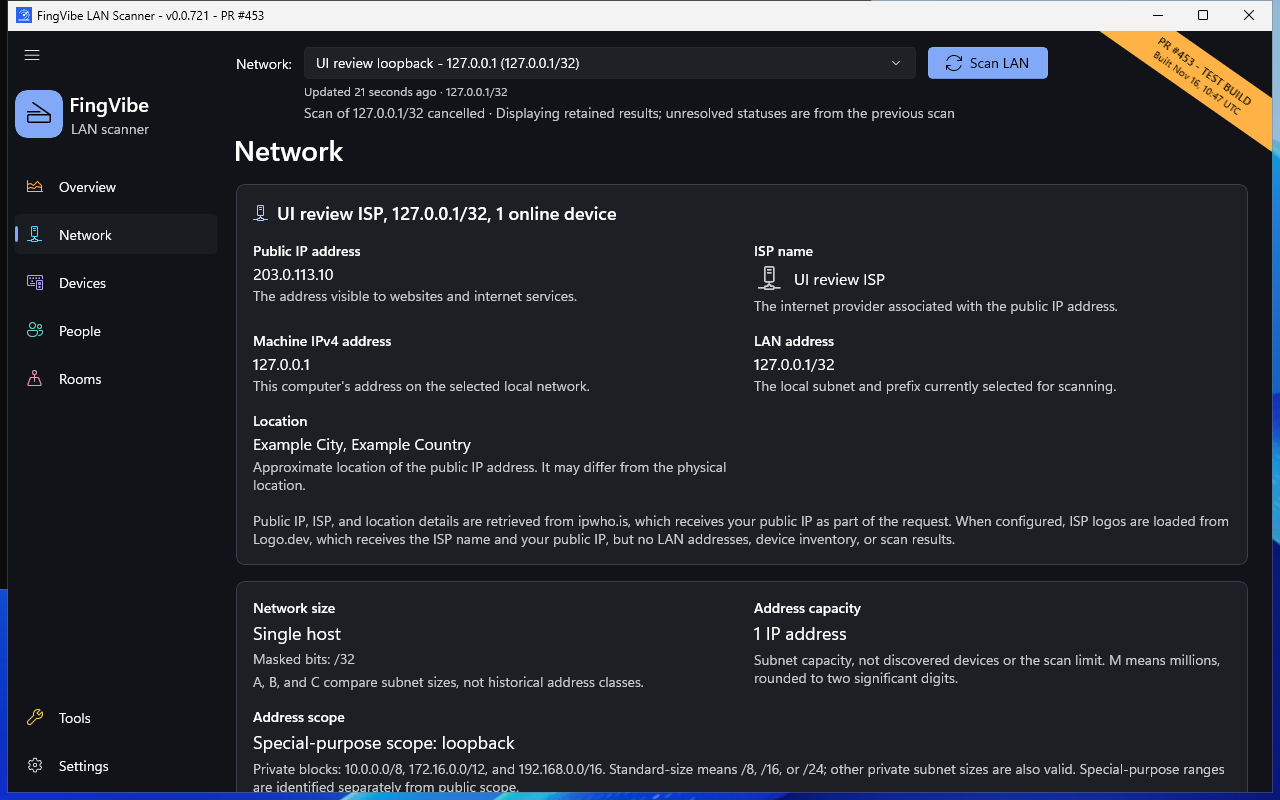 FingVibe LAN Scanner - v0.0.721 - PR #453
Network:
UI review loopback - 127.0.0.1 (127.0.0.1/32)
Scan LAN
PR #453 - TEST BUILD
Built Nov 16, 10:47 UTC
Updated 21 seconds ago · 127.0.0.1/32
Scan of 127.0.0.1/32 cancelled · Displaying retained results; unresolved statuses are from the previous scan
FingVibe
LAN scanner
Overview
Network
Devices
People
Rooms
Tools
Settings
Network
UI review ISP, 127.0.0.1/32, 1 online device
Public IP address
203.0.113.10
The address visible to websites and internet services.
ISP name
UI review ISP
The internet provider associated with the public IP address.
Machine IPv4 address
127.0.0.1
This computer's address on the selected local network.
LAN address
127.0.0.1/32
The local subnet and prefix currently selected for scanning.
Location
Example City, Example Country
Approximate location of the public IP address. It may differ from the physical
location.
Public IP, ISP, and location details are retrieved from ipwho.is, which receives your public IP as part of the request. When configured, ISP logos are loaded from
Logo.dev, which receives the ISP name and your public IP, but no LAN addresses, device inventory, or scan results.
Network size
Single host
Masked bits: /32
A, B, and C compare subnet sizes, not historical address classes.
Address capacity
1 IP address
Subnet capacity, not discovered devices or the scan limit. M means millions,
rounded to two significant digits.
Address scope
Special-purpose scope: loopback
Private blocks: 10.0.0.0/8, 172.16.0.0/12, and 192.168.0.0/16. Standard-size means /8, /16, or /24; other private subnet sizes are also valid. Special-purpose ranges
are identified separately from public scope.